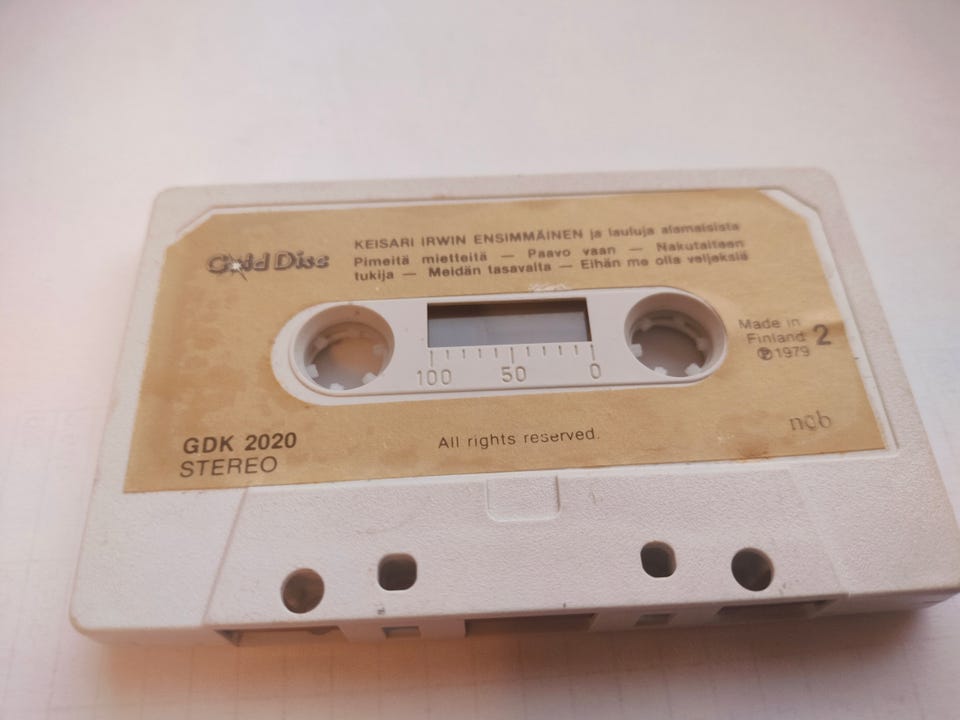 Gold Disc
KEISARI IRWIN ENSIMMÄINEN ja lauluja alamaisista
Pimeitä mietteitä — Paavo vaan — Nakutaiteen
tukija — Meidän tasavalta — Eihän me olla veljeksiä
100 50 0
Made in
Finland 2
℗ 1979
GDK 2020
STEREO
All rights reserved.
ncb